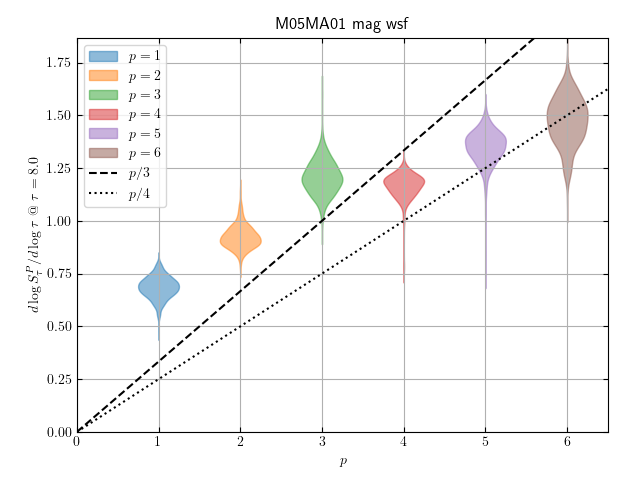 M05MA01 mag wsf
p = 1
p = 2
p = 3
p = 4
p = 5
p = 6
p/3
p/4
1.75
1.50
1.25
1.00
0.75
0.50
0.25
0.00
d log S_τ^P / d log τ @ τ = 8.0
0 1 2 3 4 5 6
p